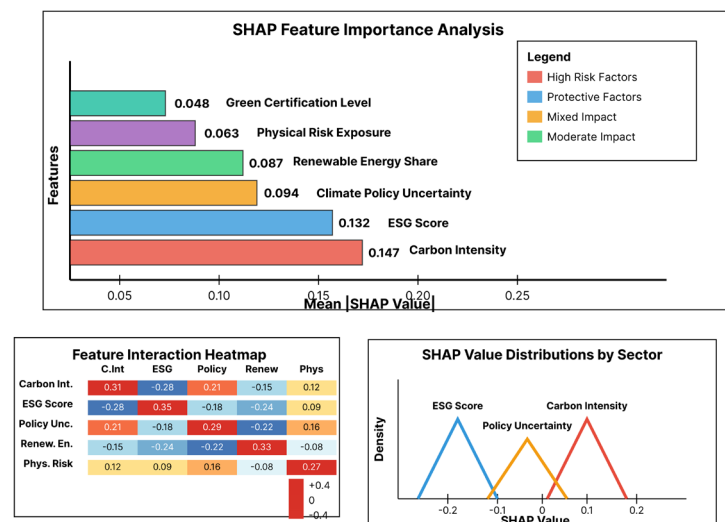 SHAP Feature Importance Analysis
Legend
High Risk Factors
Protective Factors
Mixed Impact
Moderate Impact
Features
0.048 Green Certification Level
0.063 Physical Risk Exposure
0.087 Renewable Energy Share
0.094 Climate Policy Uncertainty
0.132 ESG Score
0.147 Carbon Intensity
0.05 0.10 0.15 0.20 0.25
Mean |SHAP Value|
Feature Interaction Heatmap
C.Int ESG Policy Renew Phys
Carbon Int. 0.31 -0.28 0.21 -0.15 0.12
ESG Score -0.28 0.35 -0.18 -0.24 0.09
Policy Unc. 0.21 -0.18 0.29 -0.22 0.16
Renew. En. -0.15 -0.24 -0.22 0.33 -0.08
Phys. Risk 0.12 0.09 0.16 -0.08 0.27
+0.4
0
-0.4
SHAP Value Distributions by Sector
Density
ESG Score
Carbon Intensity
Policy Uncertainty
-0.2 -0.1 0 0.1 0.2
SHAP Value